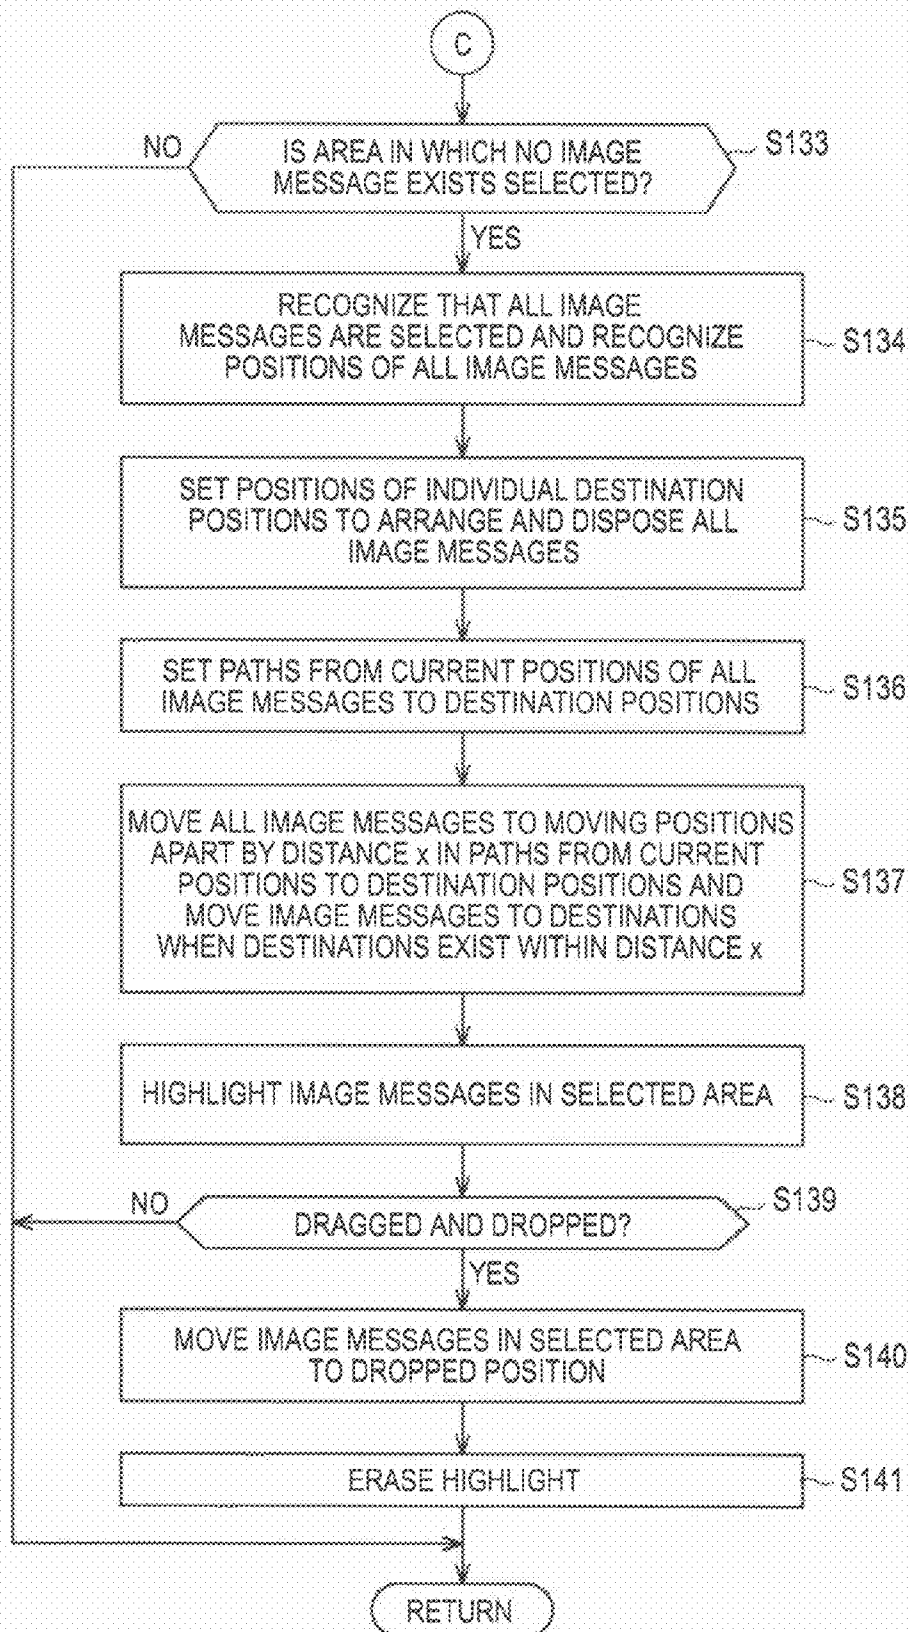 C
NO
IS AREA IN WHICH NO IMAGE
MESSAGE EXISTS SELECTED?
S133
YES
RECOGNIZE THAT ALL IMAGE
MESSAGES ARE SELECTED AND RECOGNIZE
POSITIONS OF ALL IMAGE MESSAGES
S134
SET POSITIONS OF INDIVIDUAL DESTINATION
POSITIONS TO ARRANGE AND DISPOSE ALL
IMAGE MESSAGES
S135
SET PATHS FROM CURRENT POSITIONS OF ALL
IMAGE MESSAGES TO DESTINATION POSITIONS
S136
MOVE ALL IMAGE MESSAGES TO MOVING POSITIONS
APART BY DISTANCE x IN PATHS FROM CURRENT
POSITIONS TO DESTINATION POSITIONS AND
MOVE IMAGE MESSAGES TO DESTINATIONS
WHEN DESTINATIONS EXIST WITHIN DISTANCE x
S137
HIGHLIGHT IMAGE MESSAGES IN SELECTED AREA
S138
NO
DRAGGED AND DROPPED?
S139
YES
MOVE IMAGE MESSAGES IN SELECTED AREA
TO DROPPED POSITION
S140
ERASE HIGHLIGHT
S141
RETURN